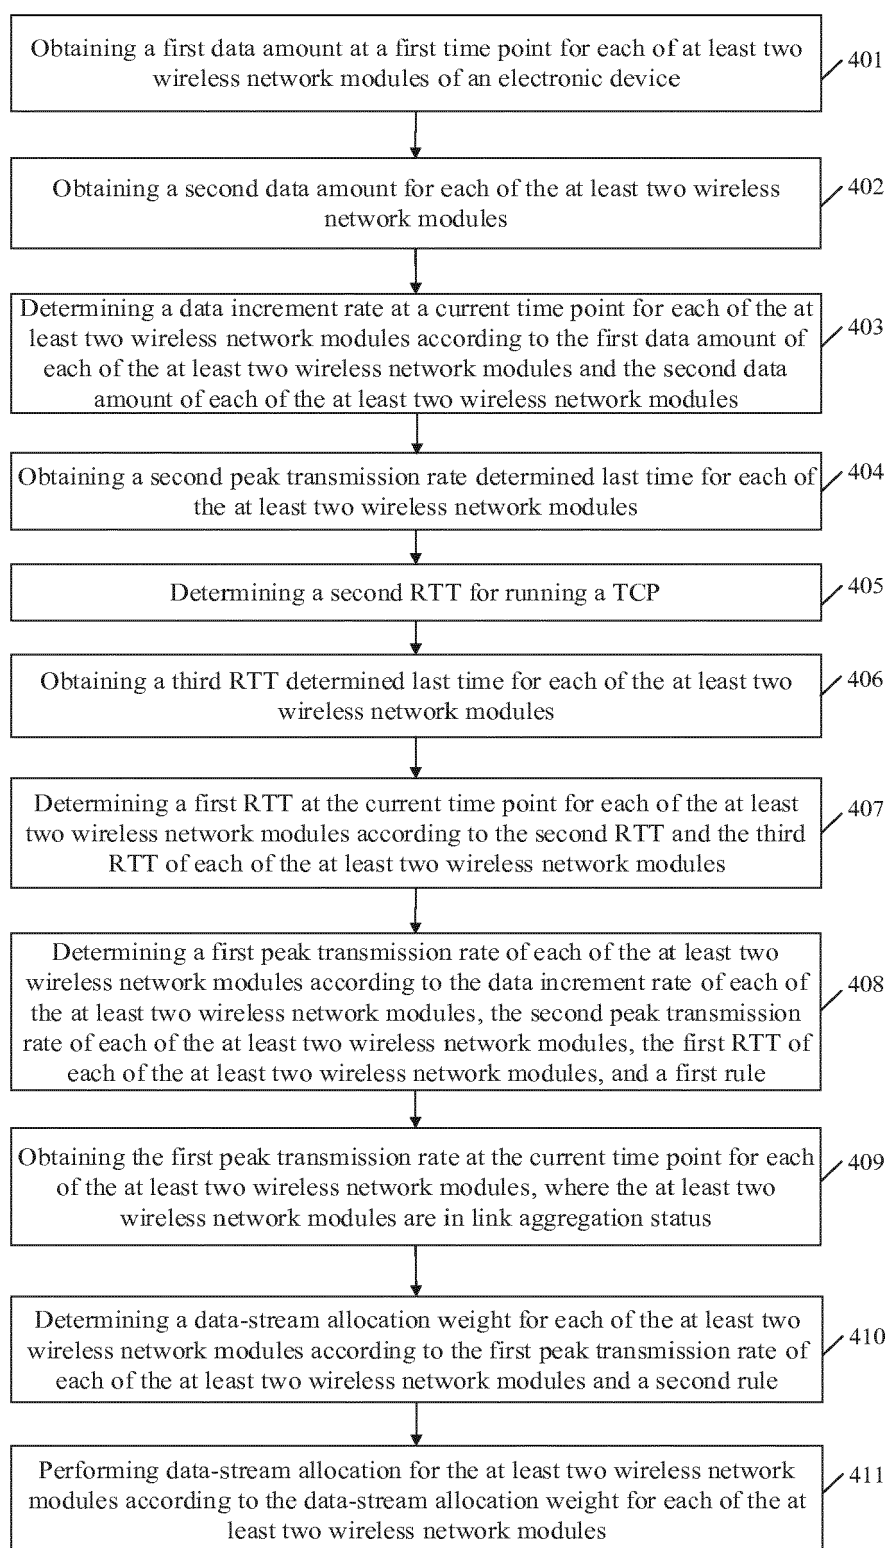 Obtaining a first data amount at a first time point for each of at least two
wireless network modules of an electronic device
401
Obtaining a second data amount for each of the at least two wireless
network modules
402
Determining a data increment rate at a current time point for each of the at
least two wireless network modules according to the first data amount of
each of the at least two wireless network modules and the second data
amount of each of the at least two wireless network modules
403
Obtaining a second peak transmission rate determined last time for each of
the at least two wireless network modules
404
Determining a second RTT for running a TCP
405
Obtaining a third RTT determined last time for each of the at least two
wireless network modules
406
Determining a first RTT at the current time point for each of the at least
two wireless network modules according to the second RTT and the third
RTT of each of the at least two wireless network modules
407
Determining a first peak transmission rate of each of the at least two
wireless network modules according to the data increment rate of each of
the at least two wireless network modules, the second peak transmission
rate of each of the at least two wireless network modules, the first RTT of
each of the at least two wireless network modules, and a first rule
408
Obtaining the first peak transmission rate at the current time point for each
of the at least two wireless network modules, where the at least two
wireless network modules are in link aggregation status
409
Determining a data-stream allocation weight for each of the at least two
wireless network modules according to the first peak transmission rate of
each of the at least two wireless network modules and a second rule
410
Performing data-stream allocation for the at least two wireless network
modules according to the data-stream allocation weight for each of the at
least two wireless network modules
411